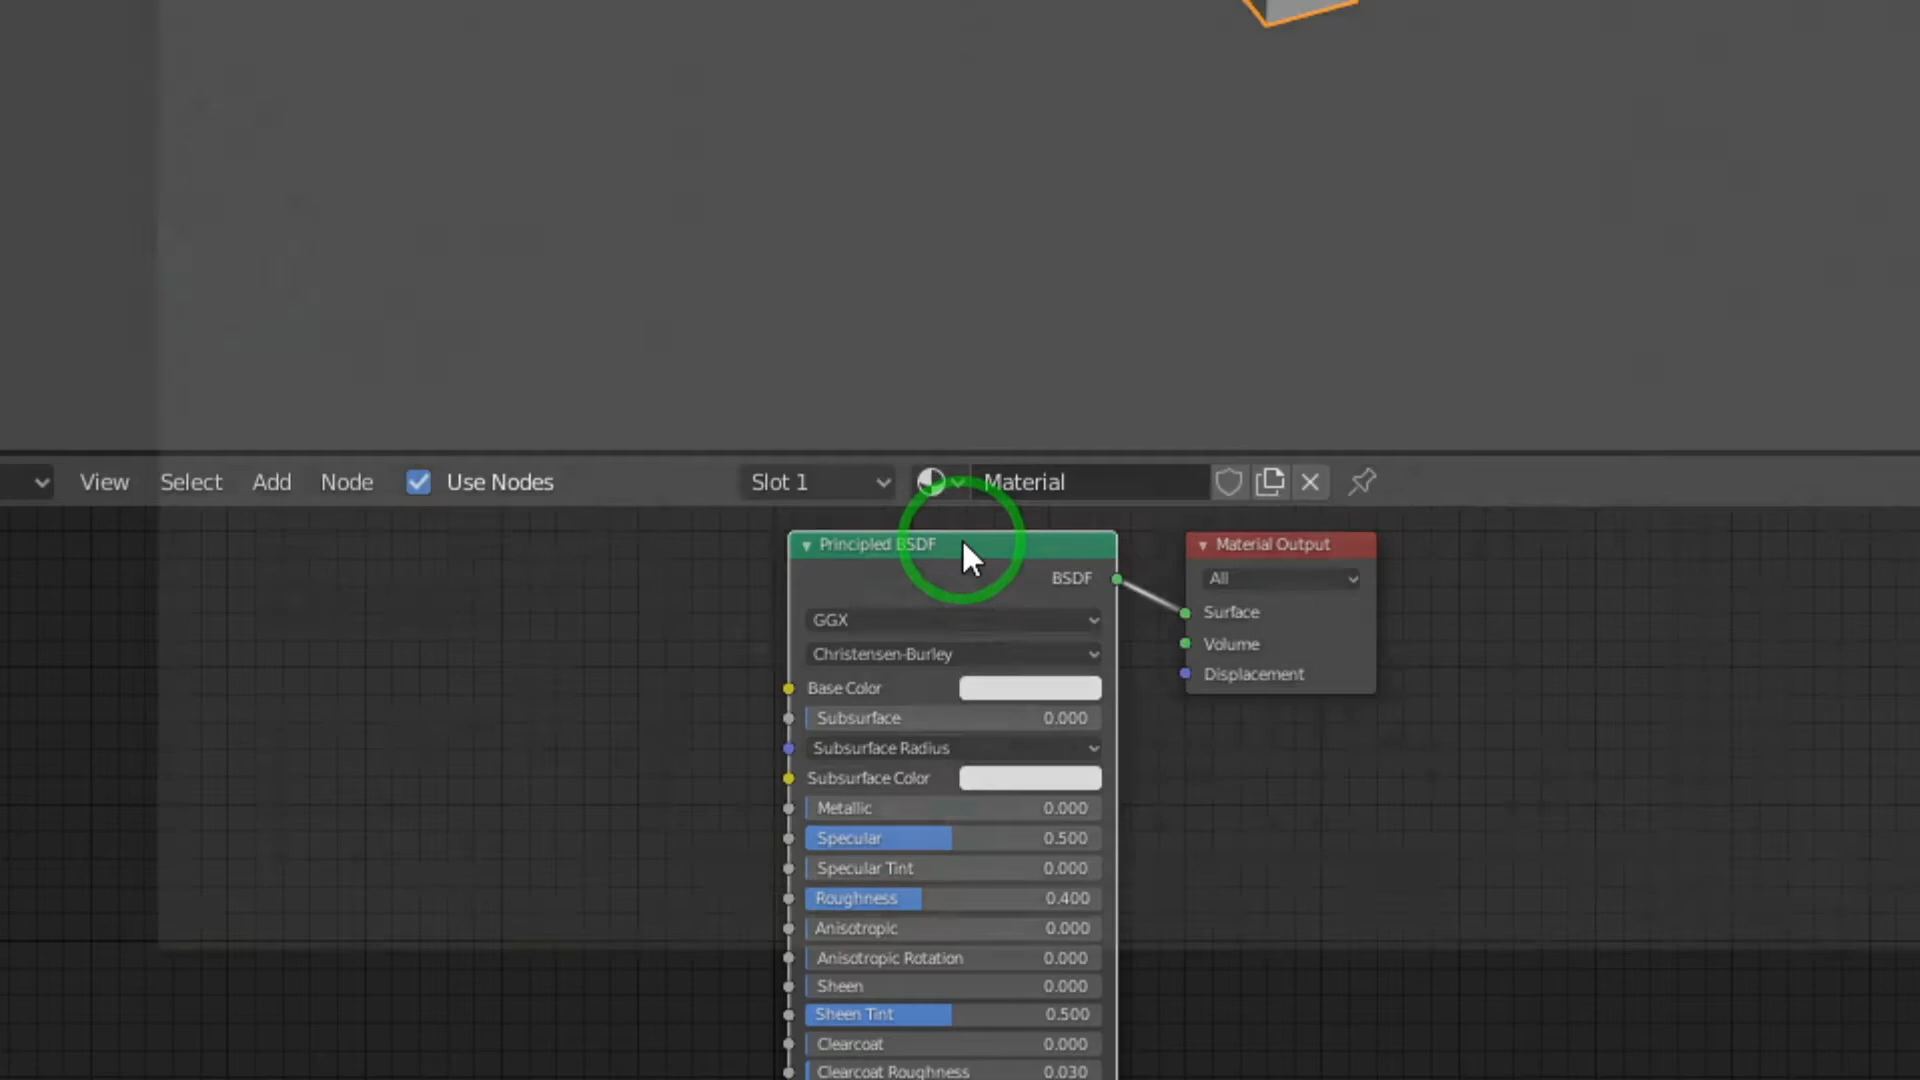 View Select Add Node Use Nodes Slot 1 Material
Principled BSDF
BSDF
GGX
Christensen-Burley
Base Color
Subsurface 0.000
Subsurface Radius
Subsurface Color
Metallic 0.000
Specular 0.500
Specular Tint 0.000
Roughness 0.400
Anisotropic 0.000
Anisotropic Rotation 0.000
Sheen 0.000
Sheen Tint 0.500
Clearcoat 0.000
Clearcoat Roughness 0.030
Material Output
All
Surface
Volume
Displacement